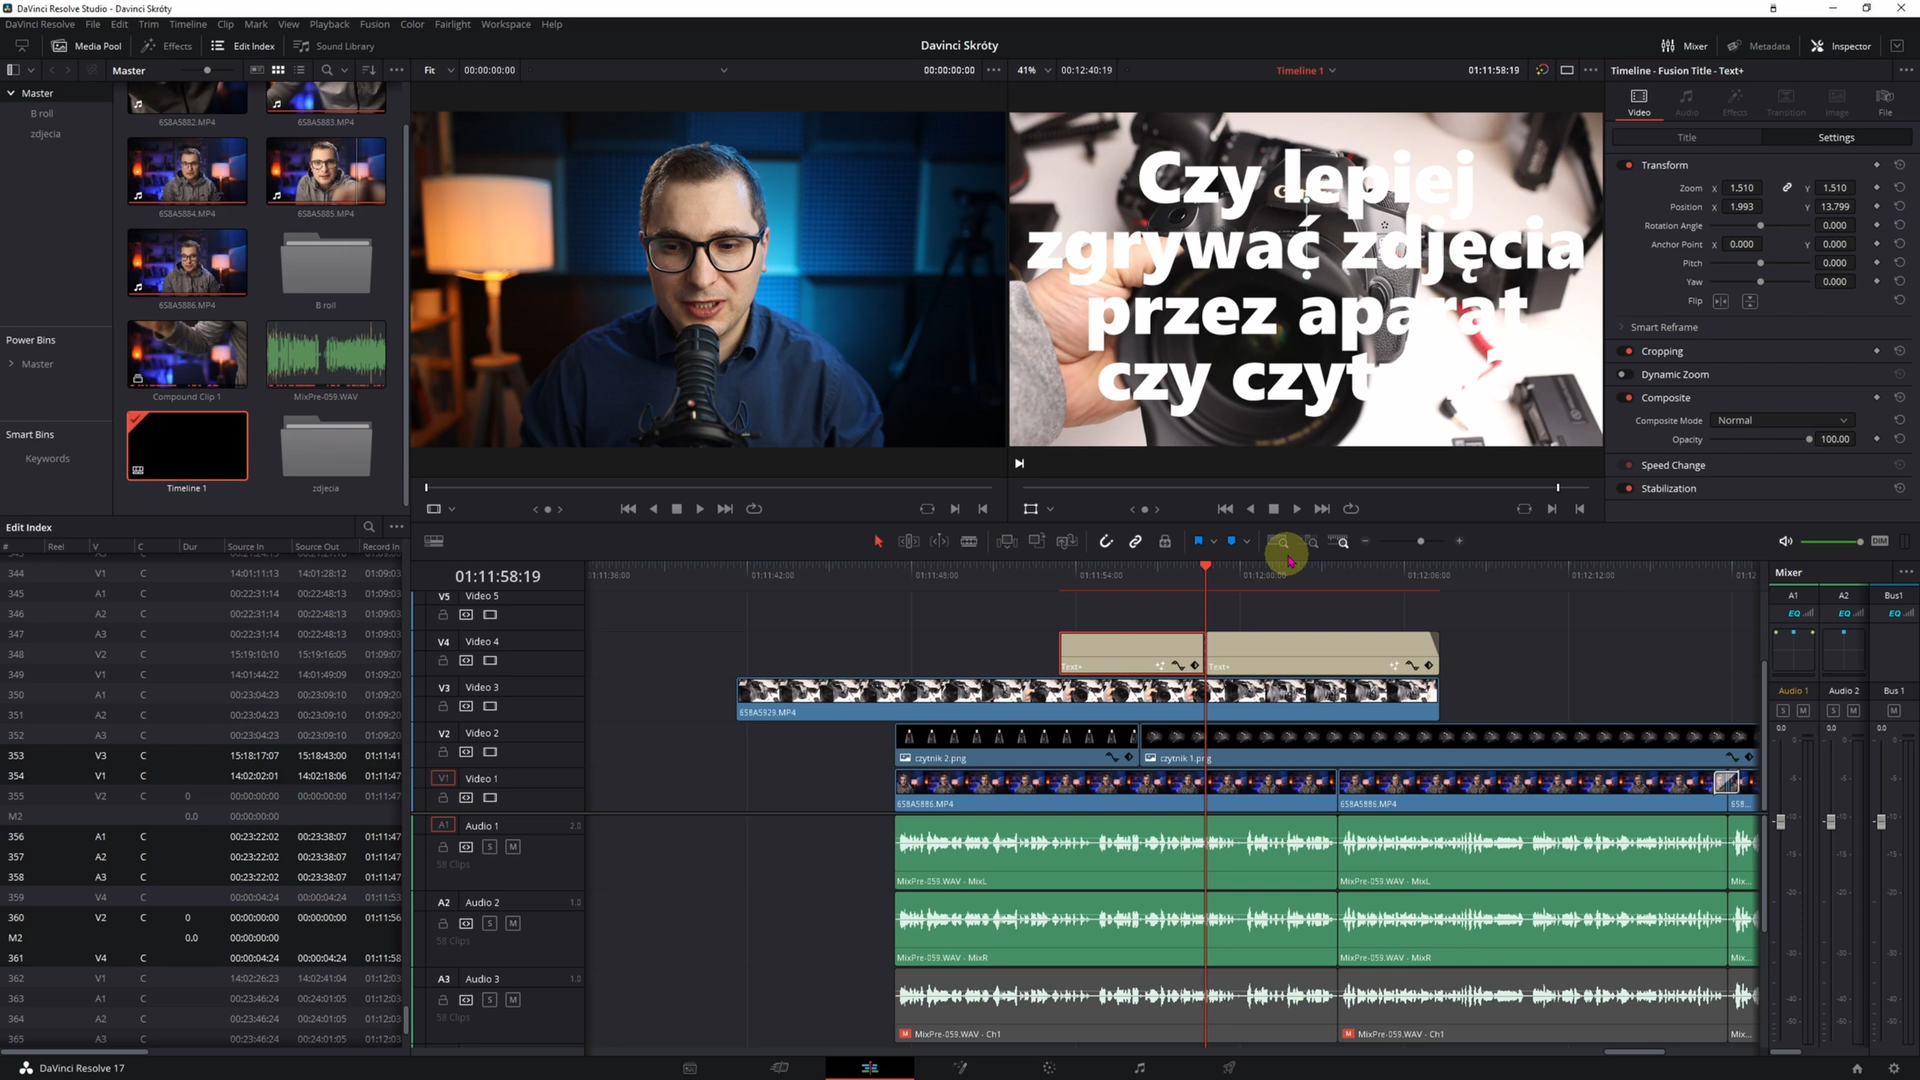 DaVinci Resolve Studio - Davinci Skróty
DaVinci Resolve File Edit Trim Timeline Clip Mark View Playback Fusion Color Fairlight Workspace Help
Media Pool Effects Edit Index Sound Library
Davinci Skróty
Mixer Metadata Inspector
Master
Fit 00:00:00:00
00:00:00:00
41% 00:12:40:19
Timeline 1
01:11:58:19
Timeline - Fusion Title - Text+
Master
B roll
zdjecia
6S8A5882.MP4 6S8A5883.MP4
6S8A5884.MP4 6S8A5885.MP4
6S8A5886.MP4 B roll
Compound Clip 1 MixPre-059.WAV
Timeline 1 zdjecia
Power Bins
Master
Smart Bins
Keywords
Czy lepiej
zgrywać zdjęcia
przez aparat
Video Audio Effects Transition Image File
Title Settings
Transform
Zoom X 1.510 Y 1.510
Position X 1.993 Y 13.799
Rotation Angle 0.000
Anchor Point X 0.000 Y 0.000
Pitch 0.000
Yaw 0.000
Flip
Smart Reframe
Cropping
Dynamic Zoom
Composite
Composite Mode Normal
Opacity 100.00
Speed Change
Stabilization
Edit Index
# Reel V C Dur Source In Source Out Record In
344 V1 C 14:01:11:13 14:01:28:12 01:09:03
345 A1 C 00:22:31:14 00:22:48:13 01:09:03
346 A2 C 00:22:31:14 00:22:48:13 01:09:03
347 A3 C 00:22:31:14 00:22:48:13 01:09:03
348 V2 C 15:19:10:10 15:19:16:05 01:09:07
349 V1 C 01:01:44:22 01:01:49:09 01:09:20
350 A1 C 00:23:04:23 00:23:09:10 01:09:20
351 A2 C 00:23:04:23 00:23:09:10 01:09:20
352 A3 C 00:23:04:23 00:23:09:10 01:09:20
353 V3 C 15:18:17:07 15:18:43:00 01:11:41
354 V1 C 14:02:02:01 14:02:18:06 01:11:47
355 V2 C 0 00:00:00:00 00:00:00:00 01:11:47
M2 0.0 00:00:00:00
356 A1 C 00:23:22:02 00:23:38:07 01:11:47
357 A2 C 00:23:22:02 00:23:38:07 01:11:47
358 A3 C 00:23:22:02 00:23:38:07 01:11:47
359 V4 C 00:00:04:24 00:00:04:24 01:11:53
360 V2 C 0 00:00:00:00 00:00:00:00 01:11:56
M2 0.0 00:00:00:00
361 V4 C 00:00:04:24 00:00:04:24 01:11:58
362 V1 C 14:02:26:23 14:02:41:04 01:12:03
363 A1 C 00:23:46:24 00:24:01:05 01:12:03
364 A2 C 00:23:46:24 00:24:01:05 01:12:03
365 A3 C 00:23:46:24 00:24:01:05 01:12:03
01:11:58:19
01:11:36:00 01:11:42:00 01:11:48:00 01:11:54:00 01:12:00:00 01:12:06:00 01:12:12:00
V5 Video 5
V4 Video 4
Text+ Text+
V3 Video 3
6S8A5929.MP4
V2 Video 2
czytnik 2.png czytnik 1.png
V1 Video 1
6S8A5886.MP4 6S8A5886.MP4
A1 Audio 1 2.0
S M
58 Clips
MixPre-059.WAV - MixL MixPre-059.WAV - MixL Mix...
A2 Audio 2 1.0
S M
58 Clips
MixPre-059.WAV - MixR MixPre-059.WAV - MixR Mix...
A3 Audio 3 1.0
S M
58 Clips
M MixPre-059.WAV - Ch1 M MixPre-059.WAV - Ch1 Mix...
DIM
Mixer
A1 A2 Bus1
EQ EQ EQ
Audio 1 Audio 2 Bus 1
S M S M M
0.0 0.0 0.0
DaVinci Resolve 17